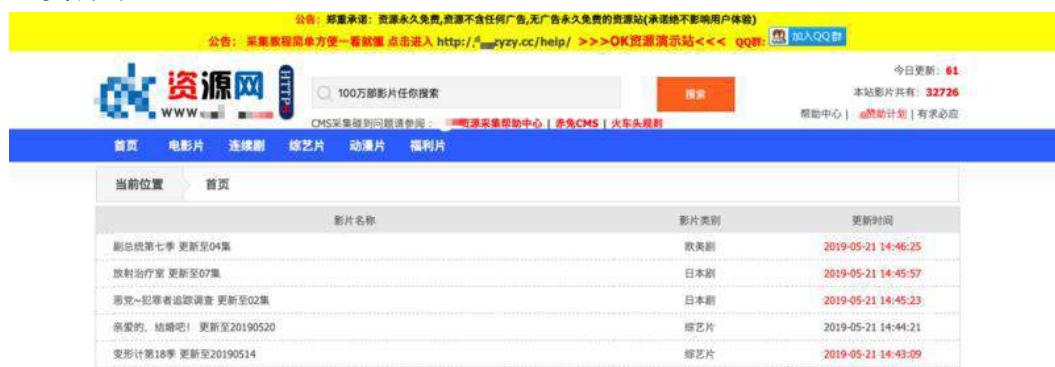 公告：郑重承诺：资源永久免费,资源不含任何广告,无广告永久免费的资源站(承诺绝不影响用户体验)
公告：采集教程简单方便一看就懂 点击进入 http:// zyzy.cc/help/ >>>OK资源演示站<<< QQ群: 加入QQ群
今日更新：61
资源网 HTTPS
www
100万部影片任你搜索 搜索
本站影片共有：32726
CMS采集碰到问题请参阅： 资源采集帮助中心 | 赤兔CMS | 火车头规则
帮助中心 | 赞助计划 | 有求必应
首页 电影片 连续剧 综艺片 动漫片 福利片
当前位置 首页
影片名称 影片类别 更新时间
副总统第七季 更新至04集 欧美剧 2019-05-21 14:46:25
放射治疗室 更新至07集 日本剧 2019-05-21 14:45:57
恶党~犯罪者追踪调查 更新至02集 日本剧 2019-05-21 14:45:23
亲爱的，结婚吧！ 更新至20190520 综艺片 2019-05-21 14:44:21
变形计第18季 更新至20190514 综艺片 2019-05-21 14:43:09